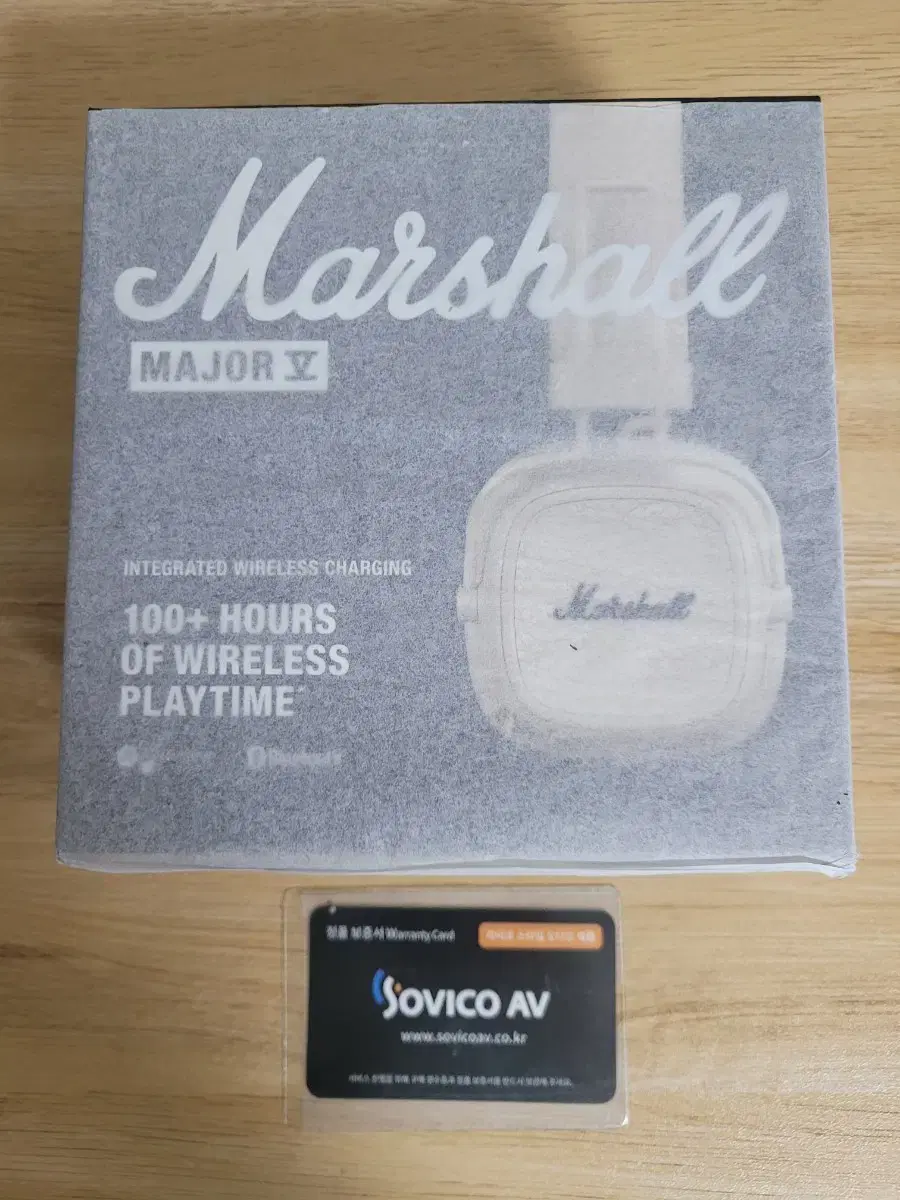 Marshall
MAJOR V
INTEGRATED WIRELESS CHARGING
100+ HOURS
OF WIRELESS
PLAYTIME*
Bluetooth
Marshall
정품 보증서 Warranty Card
SOVICO AV
www.sovicoav.co.kr